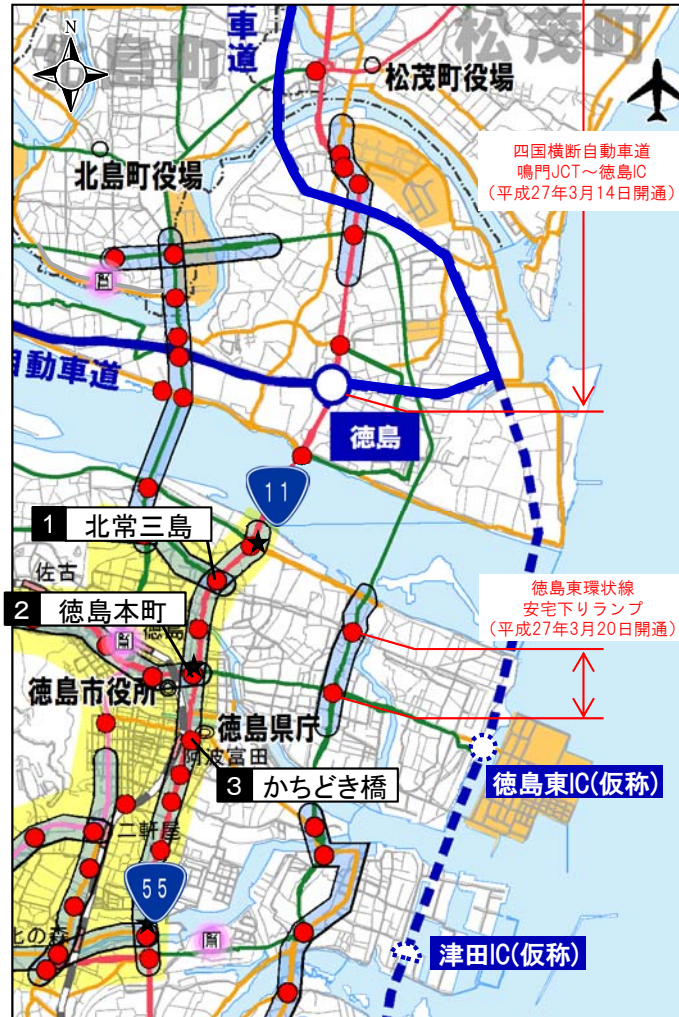 N
北島町
車道
松茂町
松茂町役場
四国横断自動車道
鳴門JCT～徳島IC
(平成27年3月14日開通)
北島町役場
自動車道
徳島
11
1 北常三島
佐古
2 徳島本町
徳島
徳島市役所
徳島県庁
阿波富田
3 かちどき橋
徳島東環状線
安宅下りランプ
(平成27年3月20日開通)
徳島東IC(仮称)
二軒屋
55
津田IC(仮称)